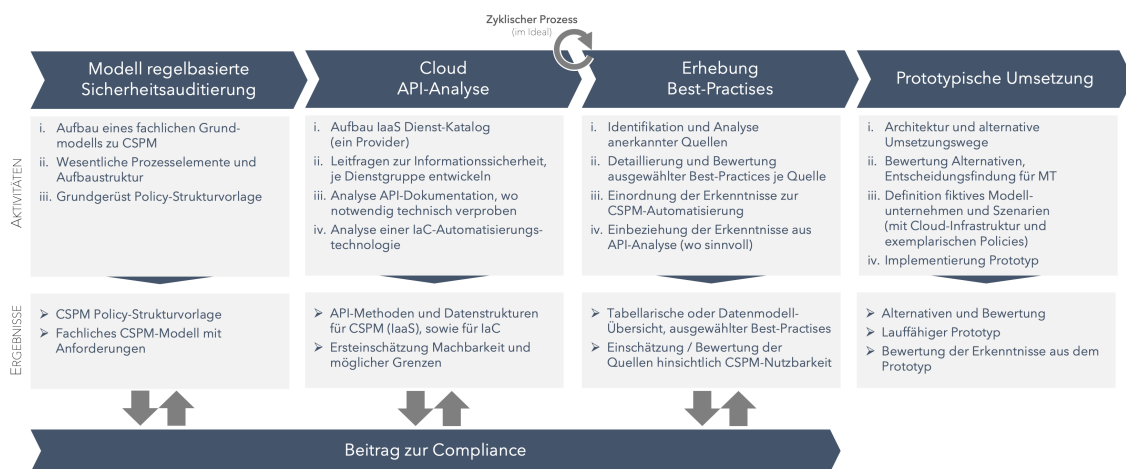 Zyklischer Prozess
(im Ideal)
Modell regelbasierte
Sicherheitsauditierung
Cloud
API-Analyse
Erhebung
Best-Practises
Prototypische Umsetzung
AKTIVITÄTEN
i. Aufbau eines fachlichen Grund-
modells zu CSPM
ii. Wesentliche Prozesselemente und
Aufbaustruktur
iii. Grundgerüst Policy-Strukturvorlage
i. Aufbau IaaS Dienst-Katalog
(ein Provider)
ii. Leitfragen zur Informationssicherheit,
je Dienstgruppe entwickeln
iii. Analyse API-Dokumentation, wo
notwendig technisch verproben
iv. Analyse einer IaC-Automatisierungs-
technologie
i. Identifikation und Analyse
anerkannter Quellen
ii. Detaillierung und Bewertung
ausgewählter Best-Practices je Quelle
iii. Einordnung der Erkenntnisse zur
CSPM-Automatisierung
iv. Einbeziehung der Erkenntnisse aus
API-Analyse (wo sinnvoll)
i. Architektur und alternative
Umsetzungswege
ii. Bewertung Alternativen,
Entscheidungsfindung für MT
iii. Definition fiktives Modell-
unternehmen und Szenarien
(mit Cloud-Infrastruktur und
exemplarischen Policies)
iv. Implementierung Prototyp
ERGEBNISSE
➢ CSPM Policy-Strukturvorlage
➢ Fachliches CSPM-Modell mit
Anforderungen
➢ API-Methoden und Datenstrukturen
für CSPM (IaaS), sowie für IaC
➢ Ersteinschätzung Machbarkeit und
möglicher Grenzen
➢ Tabellarische oder Datenmodell-
Übersicht, ausgewählter Best-Practises
➢ Einschätzung / Bewertung der
Quellen hinsichtlich CSPM-Nutzbarkeit
➢ Alternativen und Bewertung
➢ Lauffähiger Prototyp
➢ Bewertung der Erkenntnisse aus dem
Prototyp
Beitrag zur Compliance